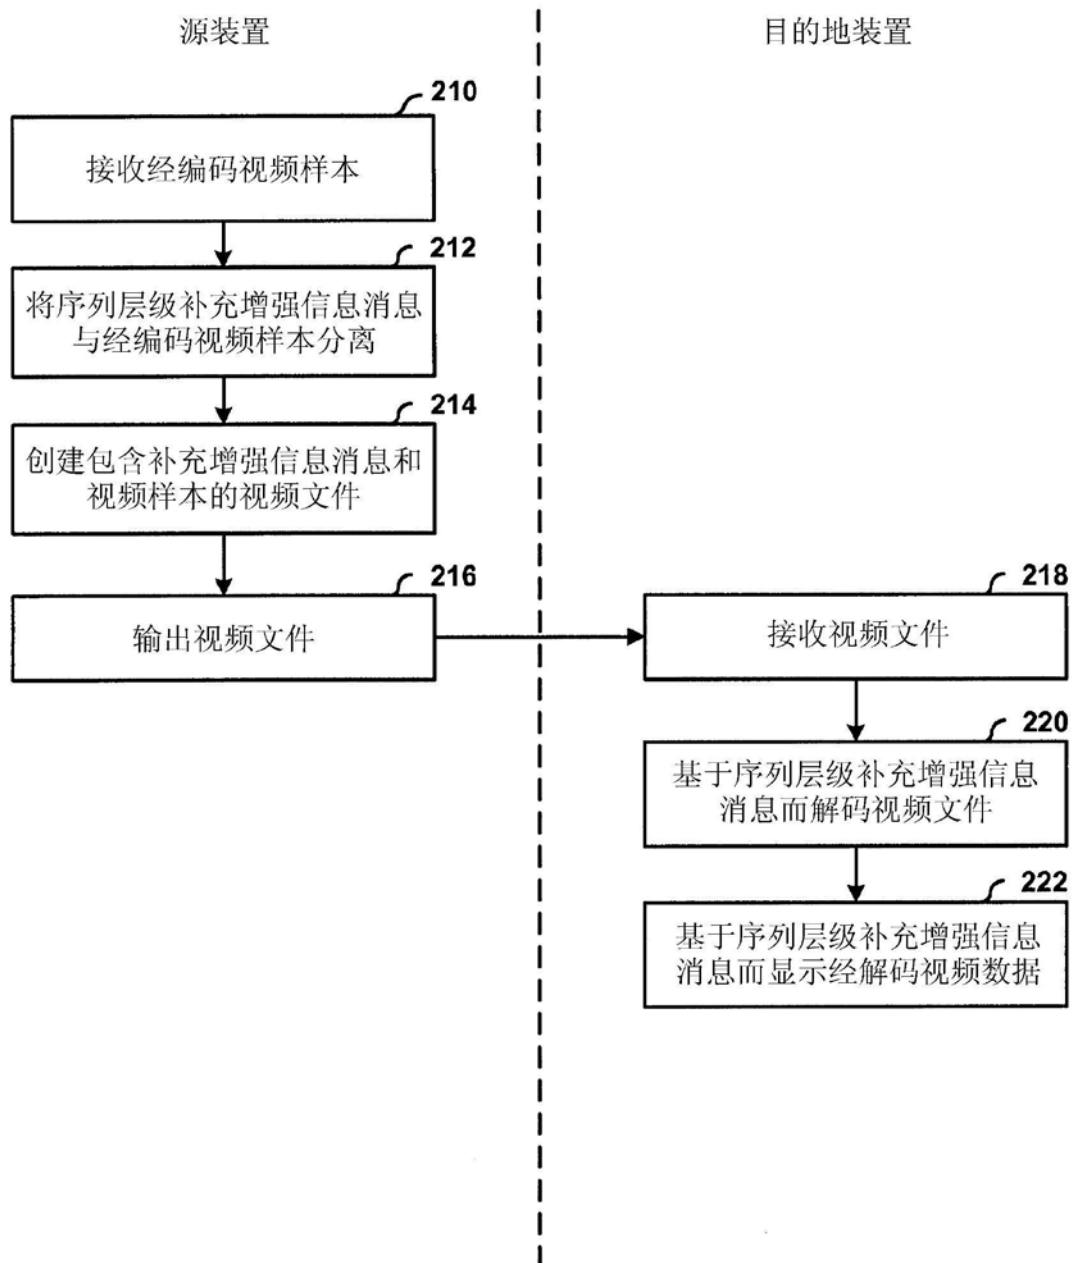 源装置
目的地装置
210
接收经编码视频样本
212
将序列层级补充增强信息消息
与经编码视频样本分离
214
创建包含补充增强信息消息和
视频样本的视频文件
216
输出视频文件
218
接收视频文件
220
基于序列层级补充增强信息
消息而解码视频文件
222
基于序列层级补充增强信息
消息而显示经解码视频数据